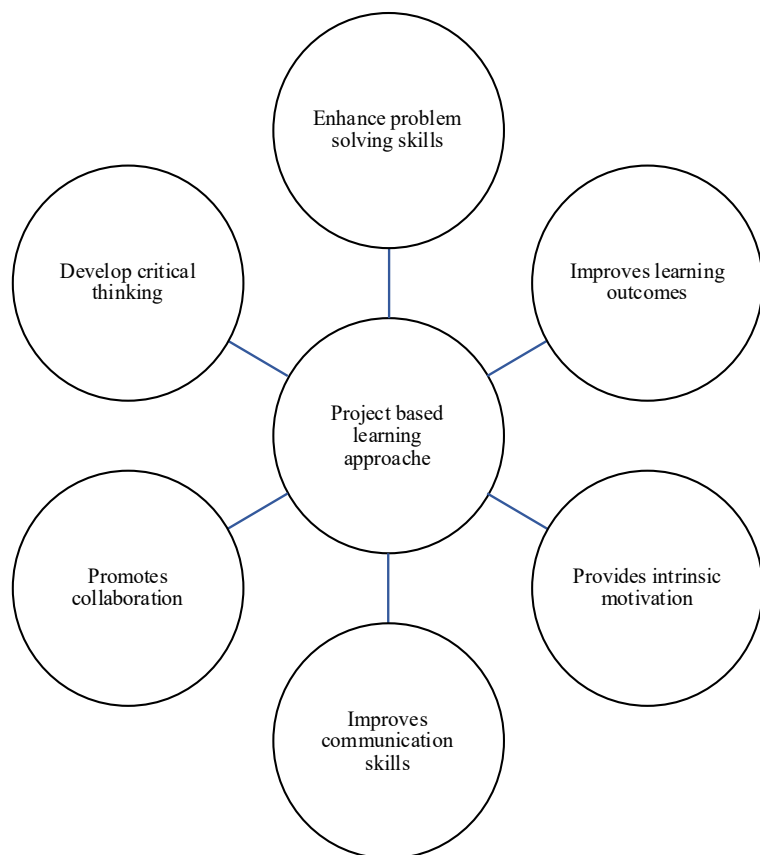 Enhance problem
solving skills
Develop critical
thinking
Improves learning
outcomes
Project based
learning
approache
Promotes
collaboration
Provides intrinsic
motivation
Improves
communication
skills